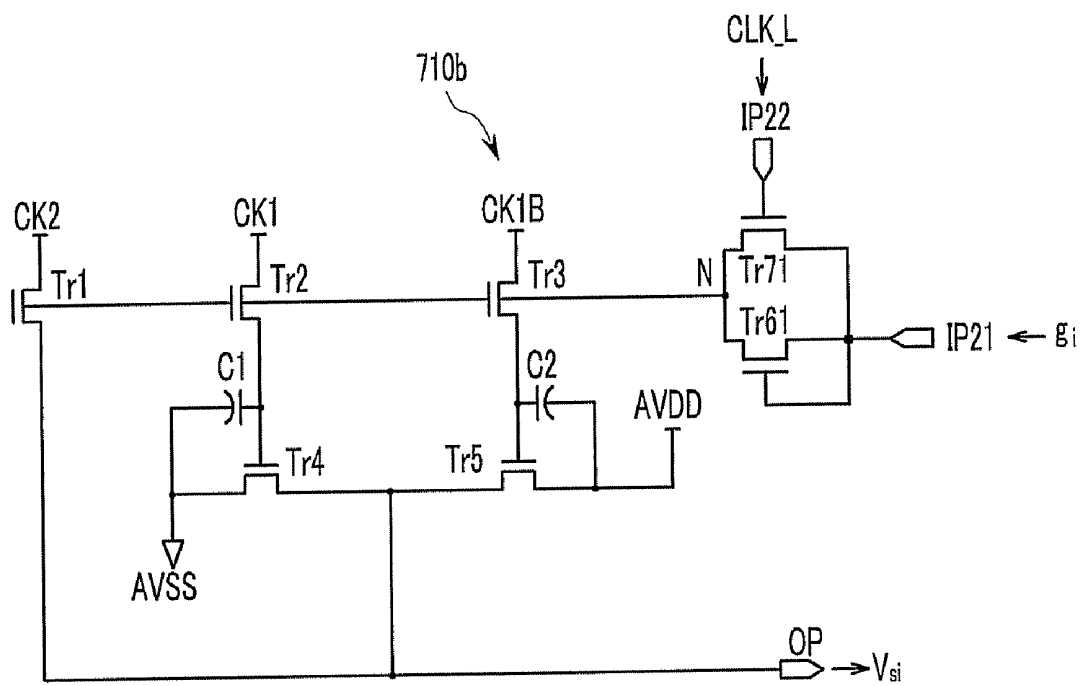 CLK_L
710b
IP22
CK2
CK1
CK1B
Tr1
Tr2
Tr3
N
Tr71
Tr61
IP21
gi
C1
C2
AVDD
Tr4
Tr5
AVSS
OP
Vsi